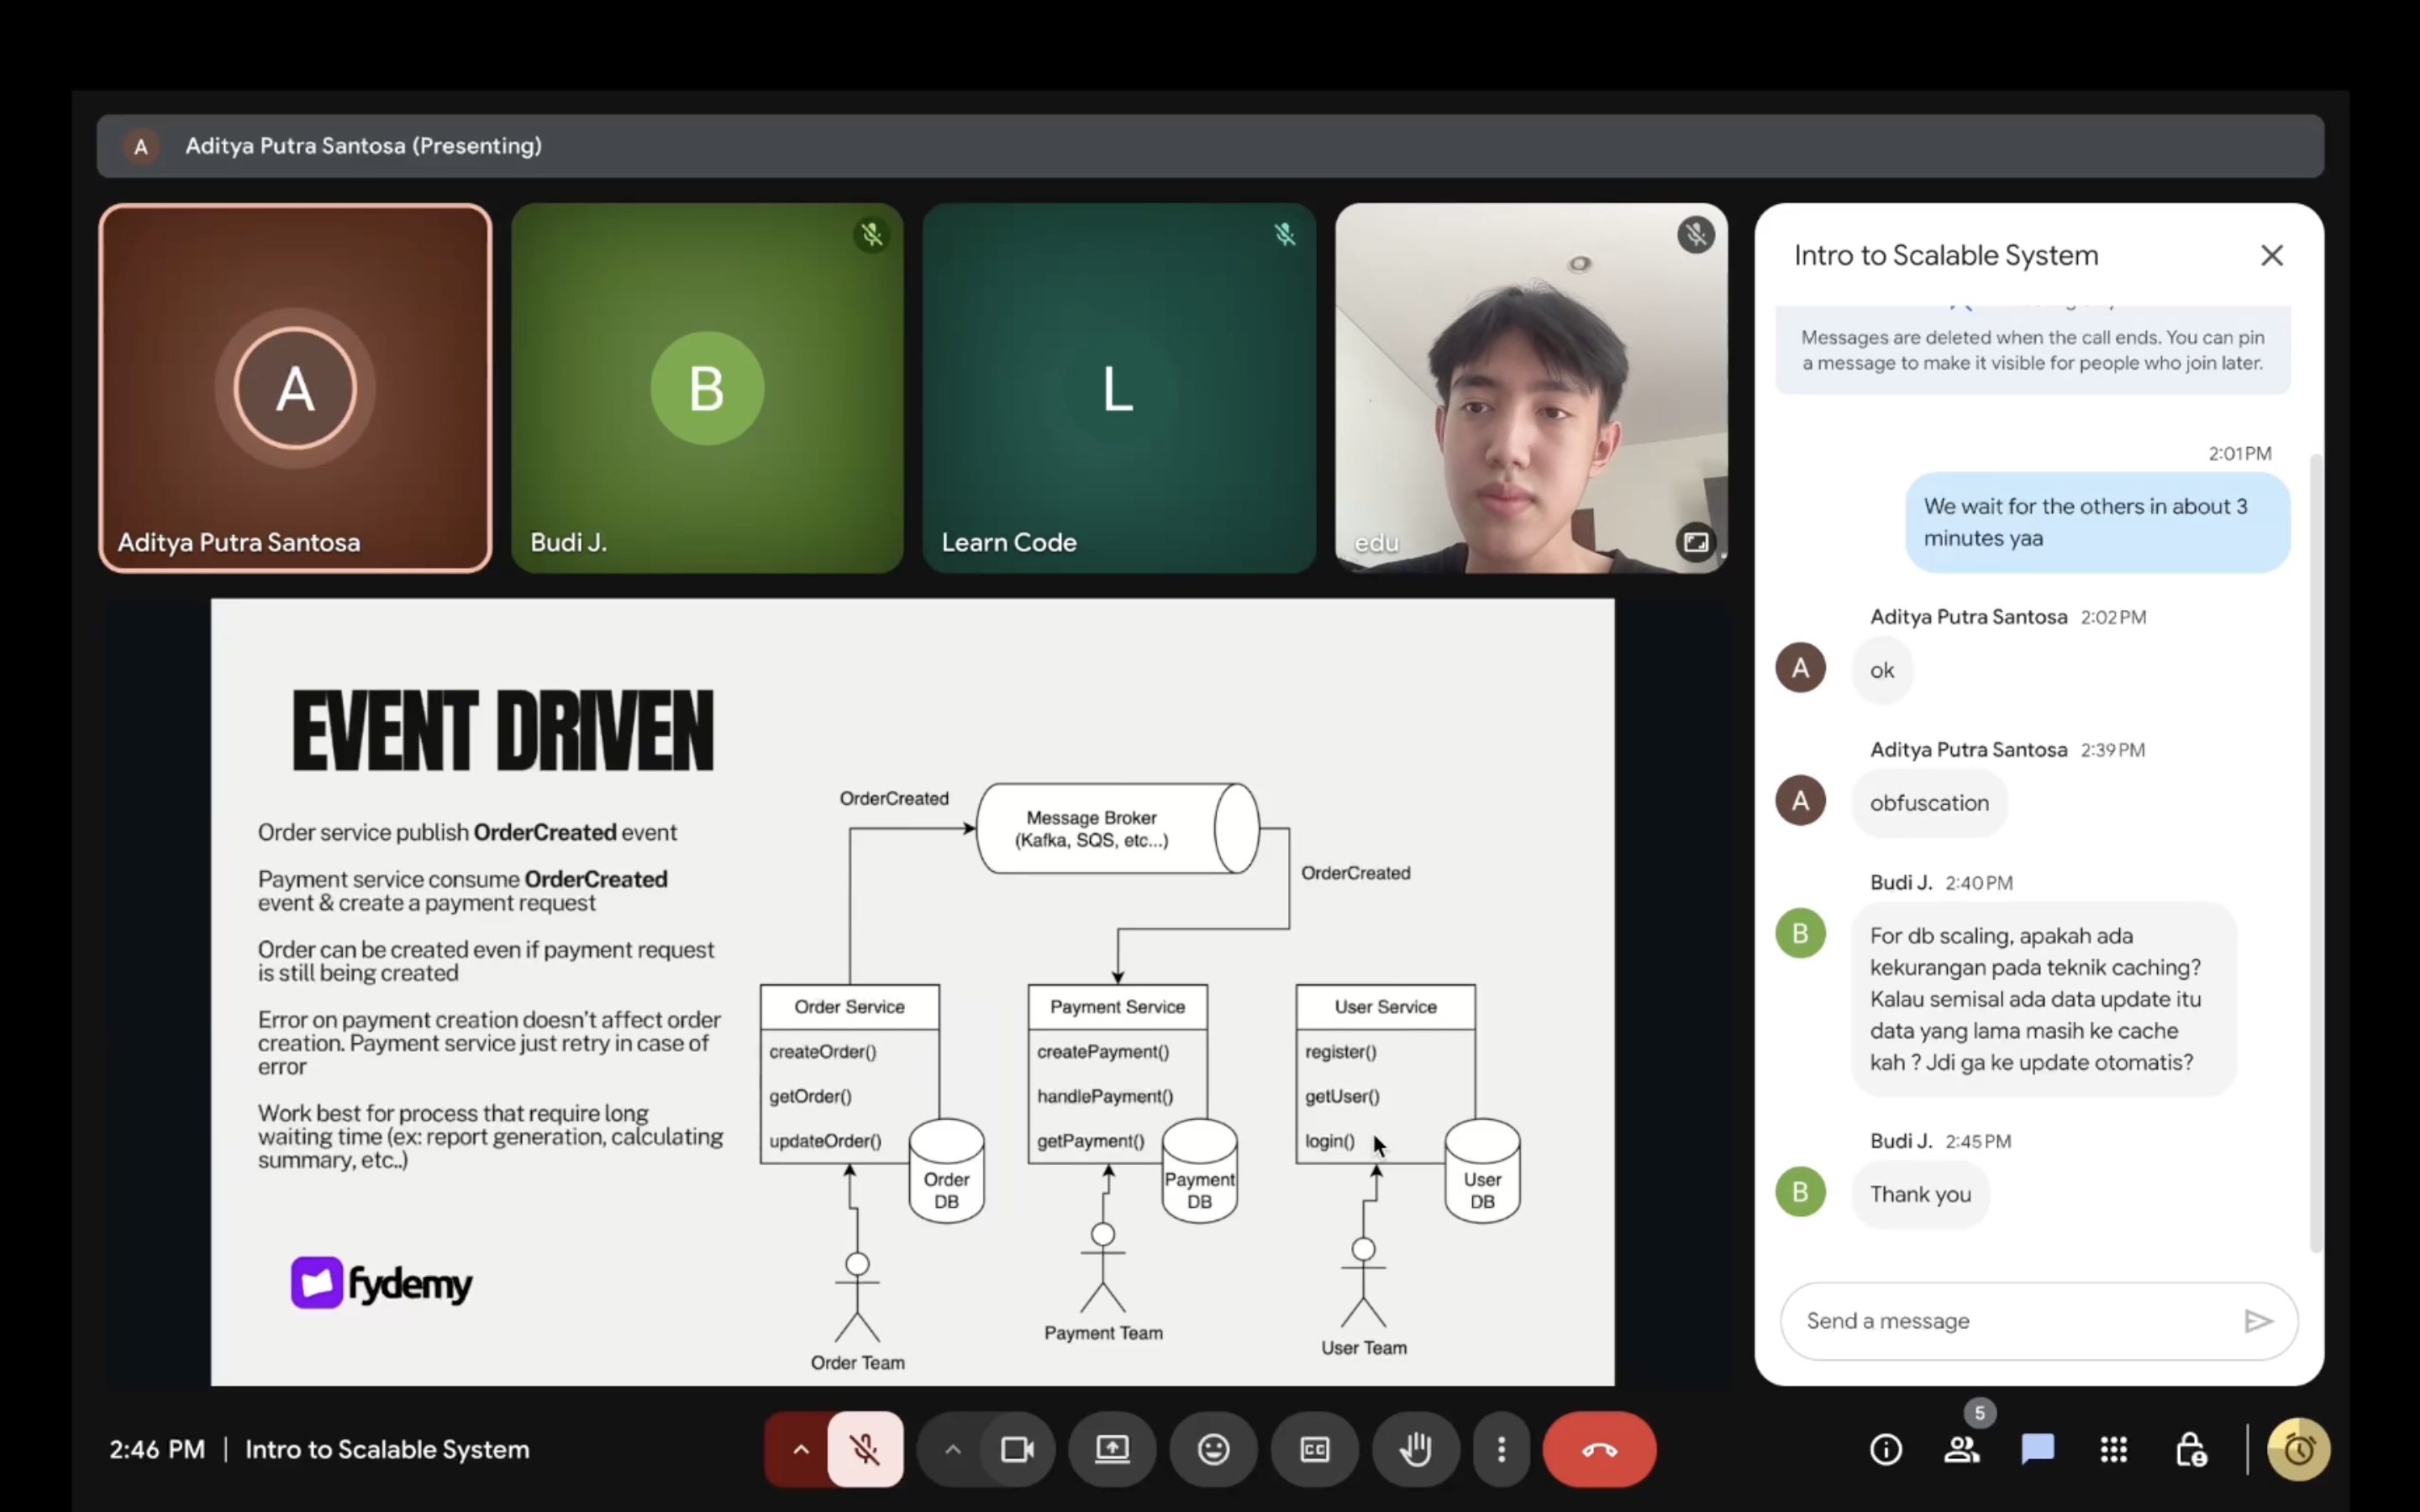 A
Aditya Putra Santosa (Presenting)
A
Aditya Putra Santosa
B
Budi J.
L
Learn Code
edu
EVENT DRIVEN
Order service publish OrderCreated event
Payment service consume OrderCreated
event & create a payment request
Order can be created even if payment request
is still being created
Error on payment creation doesn't affect order
creation. Payment service just retry in case of
error
Work best for process that require long
waiting time (ex: report generation, calculating
summary, etc..)
fydemy
OrderCreated
Message Broker
(Kafka, SQS, etc...)
OrderCreated
Order Service
createOrder()
getOrder()
updateOrder()
Order
DB
Order Team
Payment Service
createPayment()
handlePayment()
getPayment()
Payment
DB
Payment Team
User Service
register()
getUser()
login()
User
DB
User Team
Intro to Scalable System
Messages are deleted when the call ends. You can pin
a message to make it visible for people who join later.
2:01 PM
We wait for the others in about 3
minutes yaa
Aditya Putra Santosa 2:02 PM
A
ok
Aditya Putra Santosa 2:39 PM
A
obfuscation
Budi J. 2:40 PM
B
For db scaling, apakah ada
kekurangan pada teknik caching?
Kalau semisal ada data update itu
data yang lama masih ke cache
kah ? Jdi ga ke update otomatis?
Budi J. 2:45 PM
B
Thank you
Send a message
2:46 PM | Intro to Scalable System
CC
5